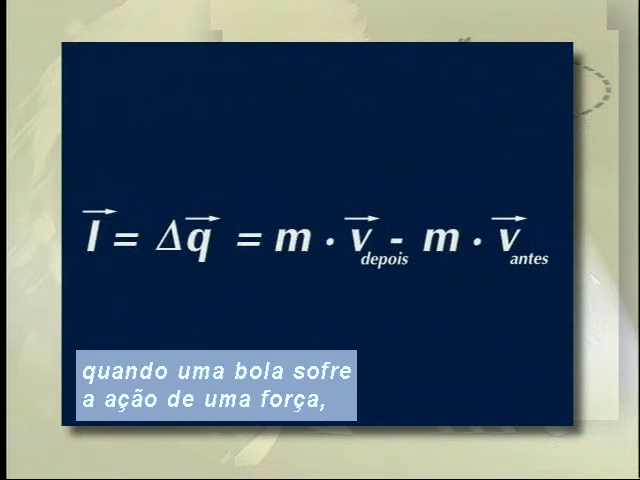 I = Δq = m · v depois - m · v antes
quando uma bola sofre
a ação de uma força,